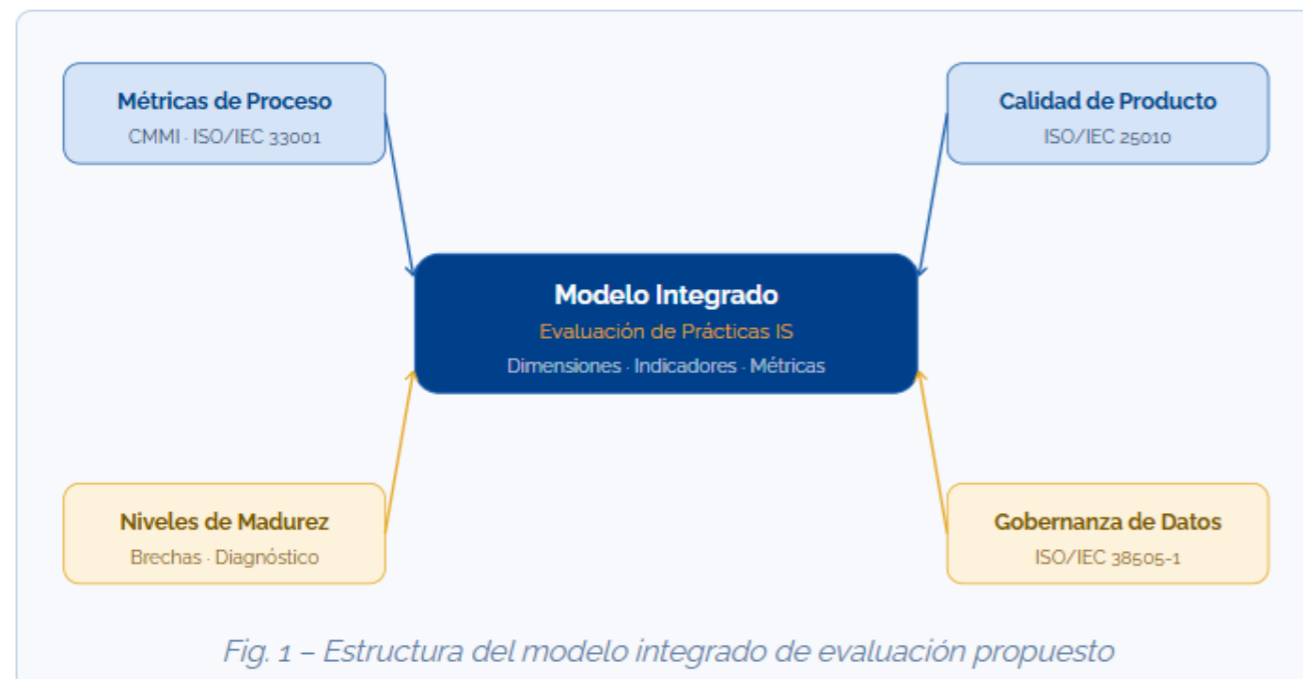 Métricas de Proceso
CMMI · ISO/IEC 33001
Calidad de Producto
ISO/IEC 25010
Modelo Integrado
Evaluación de Prácticas IS
Dimensiones · Indicadores · Métricas
Niveles de Madurez
Brechas · Diagnóstico
Gobernanza de Datos
ISO/IEC 38505-1
Fig. 1 – Estructura del modelo integrado de evaluación propuesto